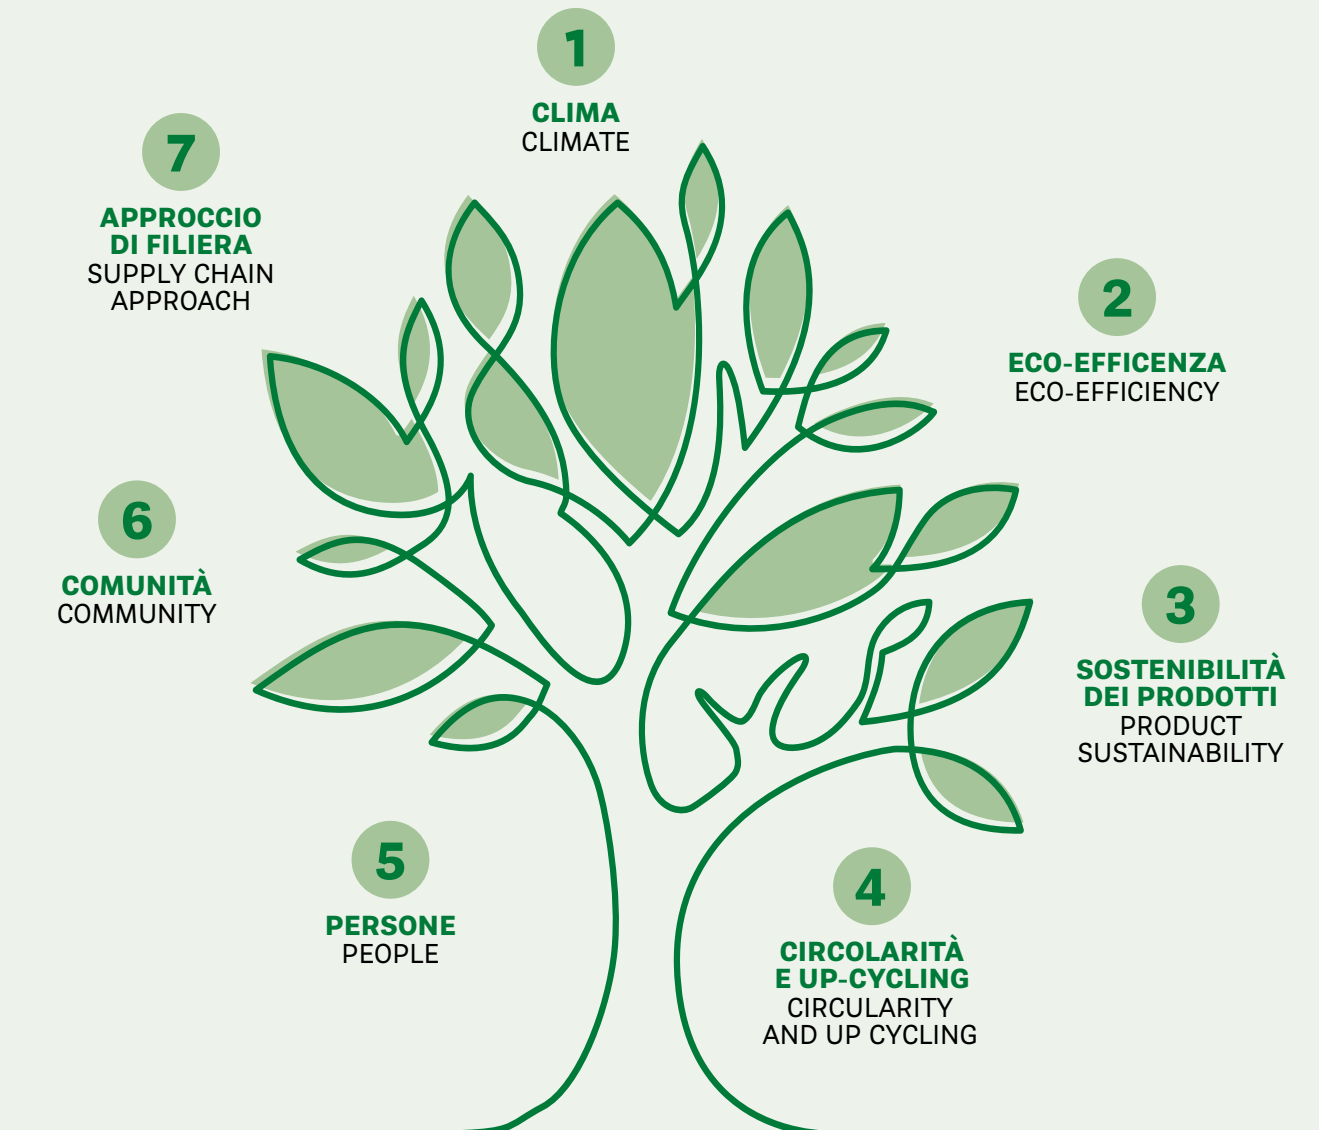 1
CLIMA
CLIMATE
2
ECO-EFFICENZA
ECO-EFFICIENCY
3
SOSTENIBILITÀ
DEI PRODOTTI
PRODUCT
SUSTAINABILITY
4
CIRCOLARITÀ
E UP-CYCLING
CIRCULARITY
AND UP CYCLING
5
PERSONE
PEOPLE
6
COMUNITÀ
COMMUNITY
7
APPROCCIO
DI FILIERA
SUPPLY CHAIN
APPROACH